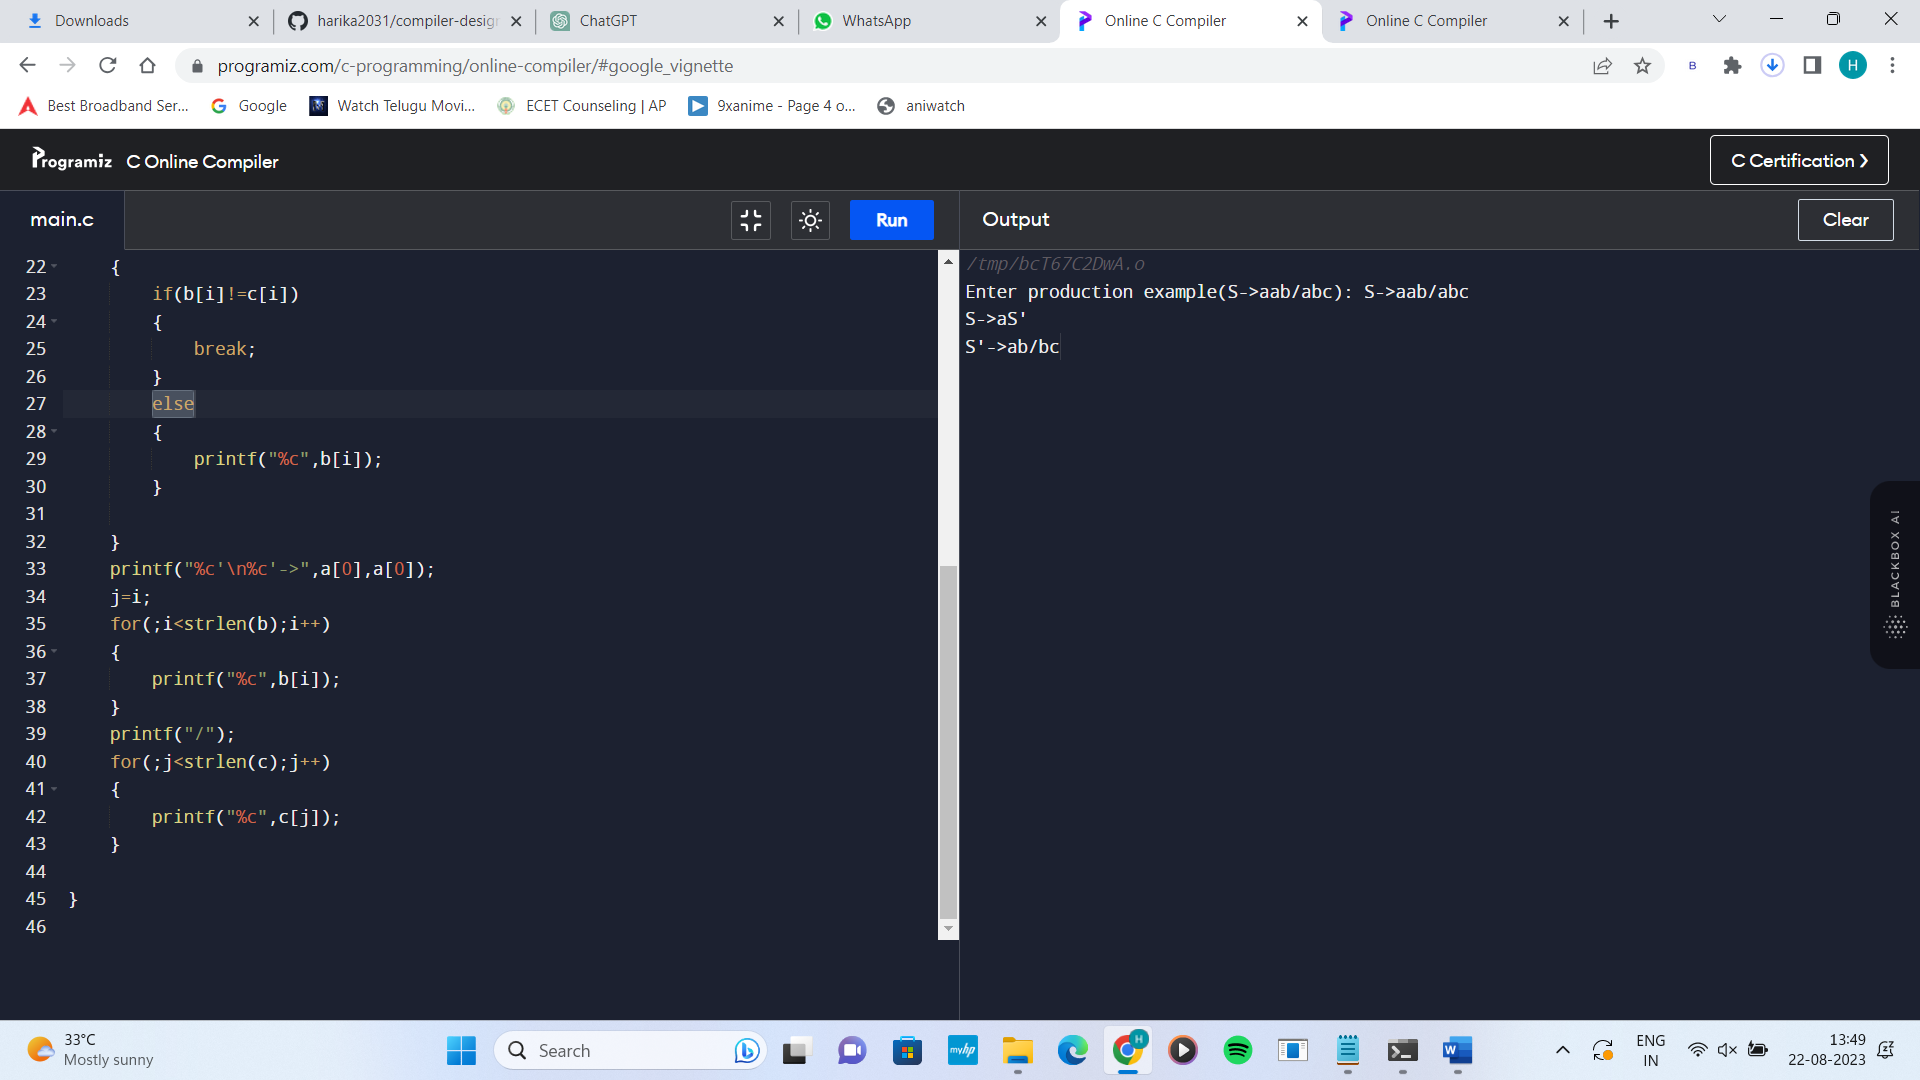 Downloads
harika2031/compiler-design
ChatGPT
WhatsApp
Online C Compiler
Online C Compiler
programiz.com/c-programming/online-compiler/#google_vignette
B
H
Best Broadband Ser...
Google
Watch Telugu Movi...
ECET Counseling | AP
9xanime - Page 4 o...
aniwatch
Programiz C Online Compiler
C Certification ❯
main.c
Run
Output
Clear
22 {
23 if(b[i]!=c[i])
24 {
25 break;
26 }
27 else
28 {
29 printf("%c",b[i]);
30 }
31
32 }
33 printf("%c'\n%c'->",a[0],a[0]);
34 j=i;
35 for(;i<strlen(b);i++)
36 {
37 printf("%c",b[i]);
38 }
39 printf("/");
40 for(;j<strlen(c);j++)
41 {
42 printf("%c",c[j]);
43 }
44
45 }
46
/tmp/bcT67C2DwA.o
Enter production example(S->aab/abc): S->aab/abc
S->aS'
S'->ab/bc
BLACKBOX AI
33°C
Mostly sunny
Search
myhp
H
W
ENG
IN
13:49
22-08-2023